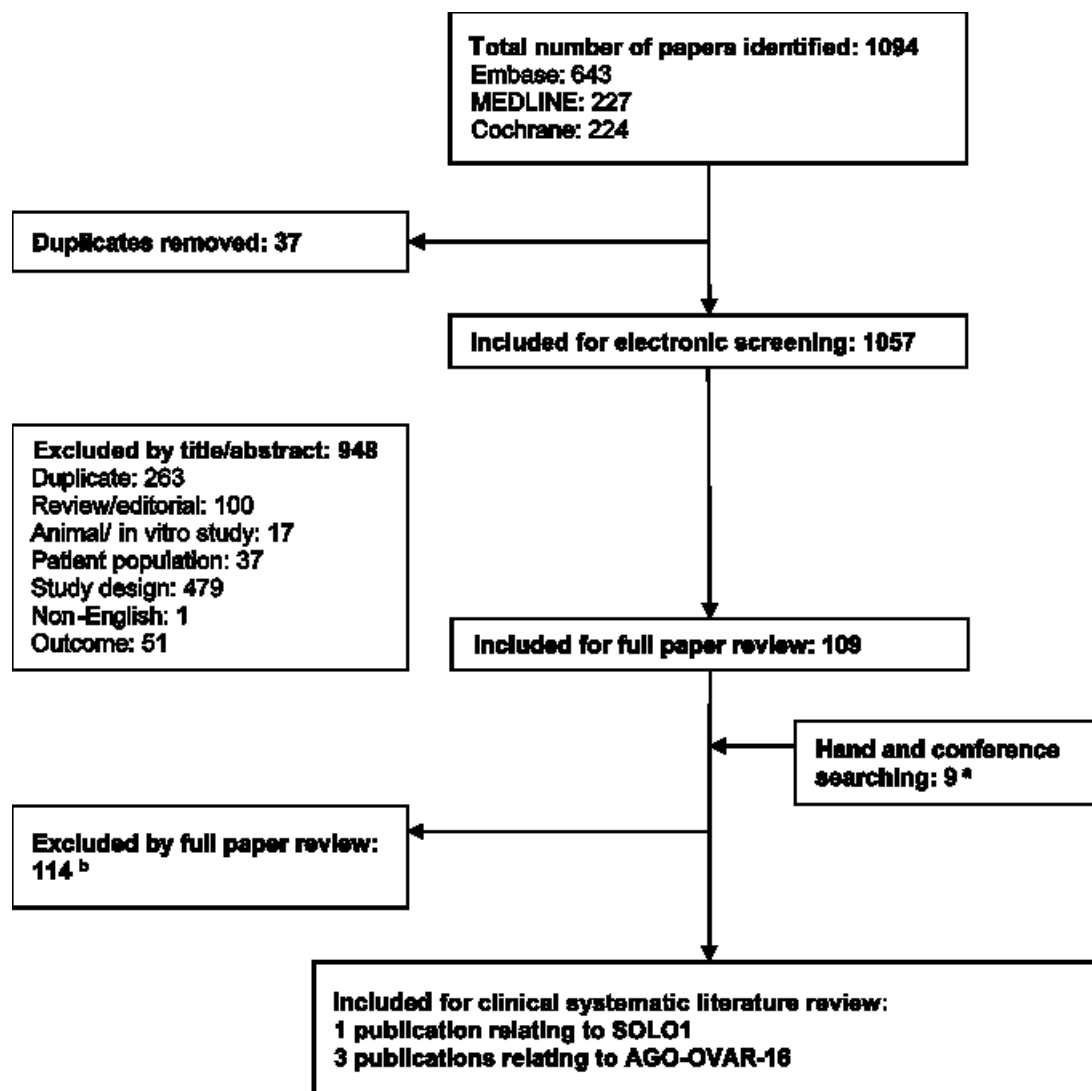 Total number of papers identified: 1094
Embase: 643
MEDLINE: 227
Cochrane: 224
Duplicates removed: 37
Included for electronic screening: 1057
Excluded by title/abstract: 948
Duplicate: 263
Review/editorial: 100
Animal/ in vitro study: 17
Patient population: 37
Study design: 479
Non-English: 1
Outcome: 51
Included for full paper review: 109
Hand and conference
searching: 9 a
Excluded by full paper review:
114 b
Included for clinical systematic literature review:
1 publication relating to SOLO1
3 publications relating to AGO-OVAR-16